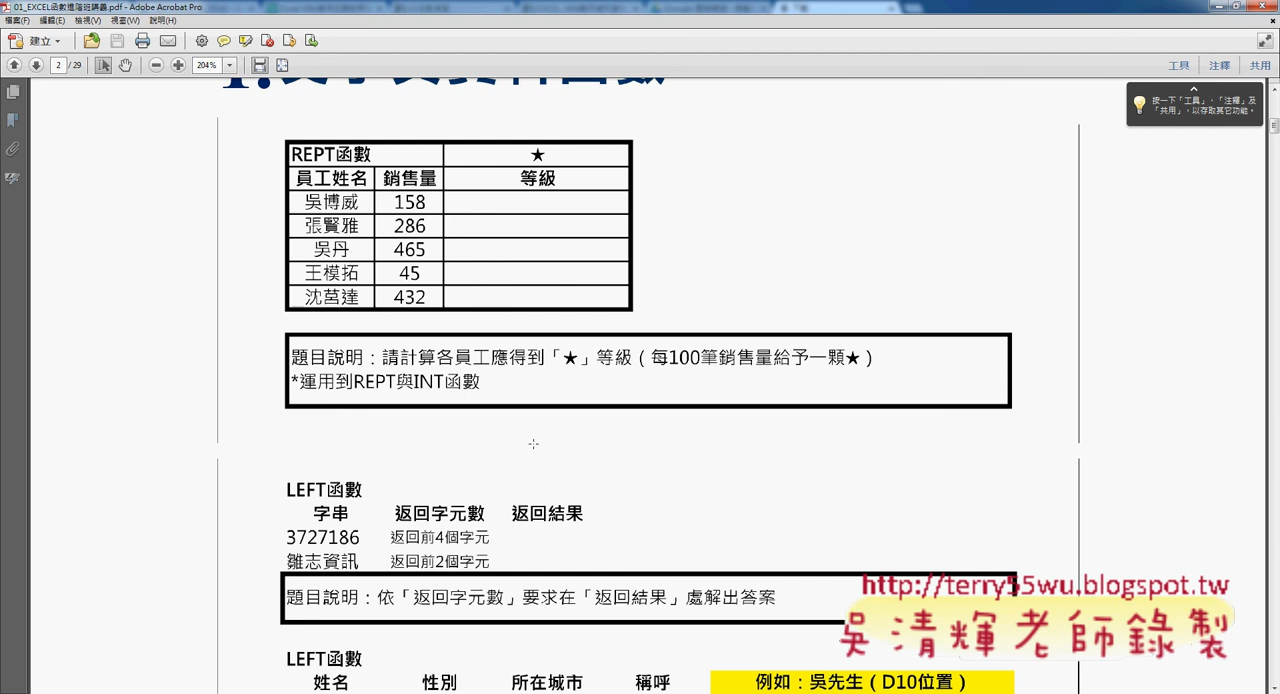 01_EXCEL函數進階班講義.pdf - Adobe Acrobat Pro
檔案(F) 編輯(E) 檢視(V) 視窗(W) 說明(H)
建立
2 / 29 204% 工具 注釋 共用
按一下「工具」、「注釋」及
「共用」，以存取其它功能。
REPT函數 ★
員工姓名 銷售量 等級
吳博威 158
張賢雅 286
吳丹 465
王模拓 45
沈莒達 432
題目說明：請計算各員工應得到「★」等級（每100筆銷售量給予一顆★）
*運用到REPT與INT函數
LEFT函數
字串 返回字元數 返回結果
3727186 返回前4個字元
雛志資訊 返回前2個字元
題目說明：依「返回字元數」要求在「返回結果」處解出答案
http://terry55wu.blogspot.tw
吳清輝老師錄製
LEFT函數
姓名 性別 所在城市 稱呼 例如：吳先生（D10位置）